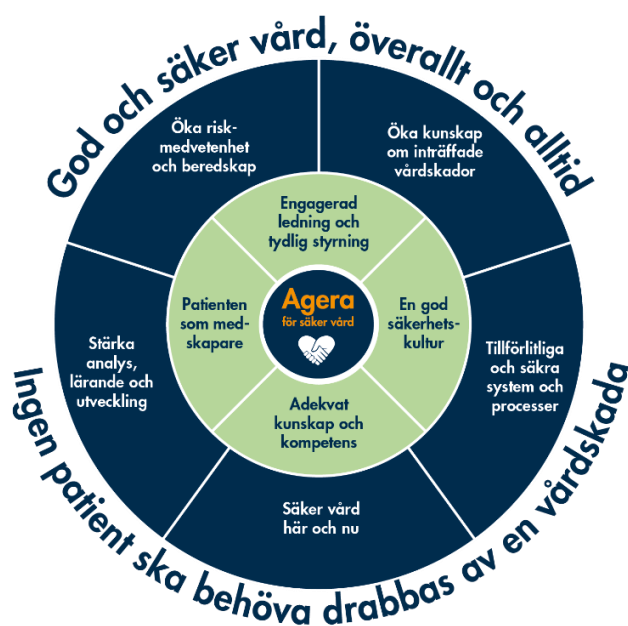 God och säker vård, överallt och alltid
Öka risk-
medvetenhet
och beredskap
Öka kunskap
om inträffade
vårdskador
Engagerad
ledning och
tydlig styrning
Patienten
som med-
skapare
Agera
för säker vård
En god
säkerhets-
kultur
Stärka
analys,
lärande och
utveckling
Tillförlitliga
och säkra
system och
processer
Adekvat
kunskap och
kompetens
Säker vård
här och nu
Ingen patient ska behöva drabbas av en vårdskada